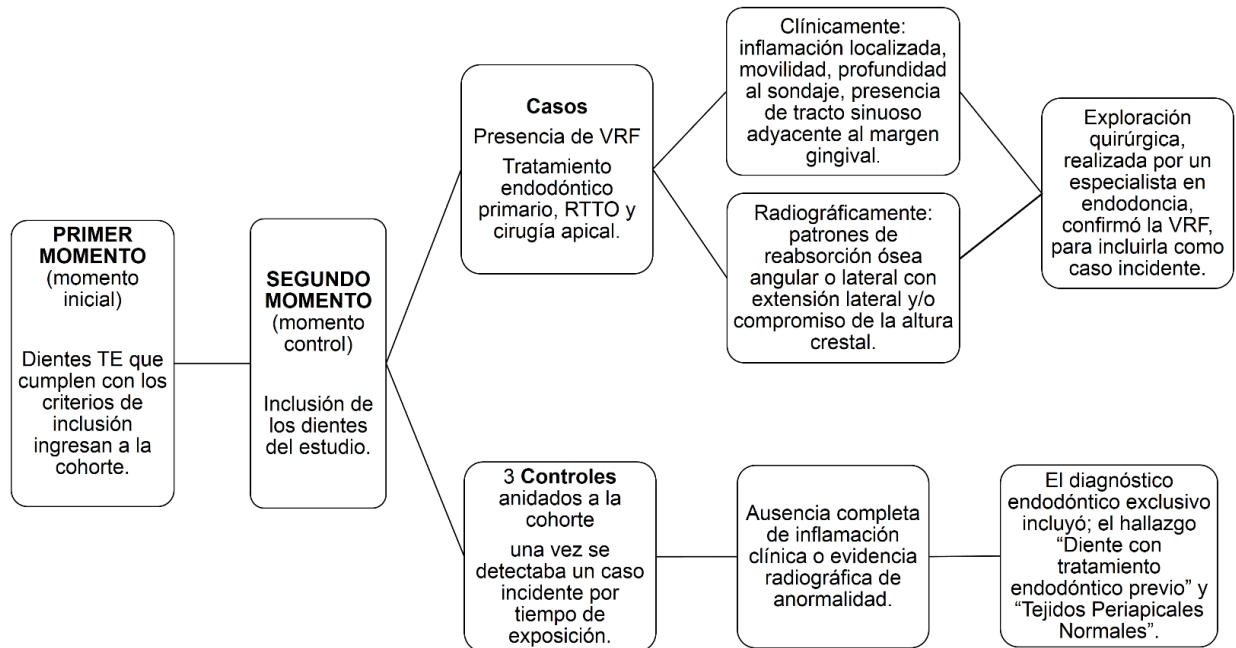 PRIMER
MOMENTO
(momento
inicial)
Dientes TE que
cumplen con los
criterios de
inclusión
ingresan a la
cohorte.
SEGUNDO
MOMENTO
(momento
control)
Inclusión de
los dientes
del estudio.
Casos
Presencia de VRF
Tratamiento
endodóntico
primario, RTTO y
cirugía apical.
Clínicamente:
inflamación localizada,
movilidad, profundidad
al sondaje, presencia
de tracto sinuoso
adyacente al margen
gingival.
Radiográficamente:
patrones de
reabsorción ósea
angular o lateral con
extensión lateral y/o
compromiso de la altura
crestal.
Exploración
quirúrgica,
realizada por un
especialista en
endodoncia,
confirmó la VRF,
para incluirla como
caso incidente.
3 Controles
anidados a la
cohorte
una vez se
detectaba un caso
incidente por
tiempo de
exposición.
Ausencia completa
de inflamación
clínica o evidencia
radiográfica de
anormalidad.
El diagnóstico
endodóntico exclusivo
incluyó; el hallazgo
“Diente con
tratamiento
endodóntico previo” y
“Tejidos Periapicales
Normales”.